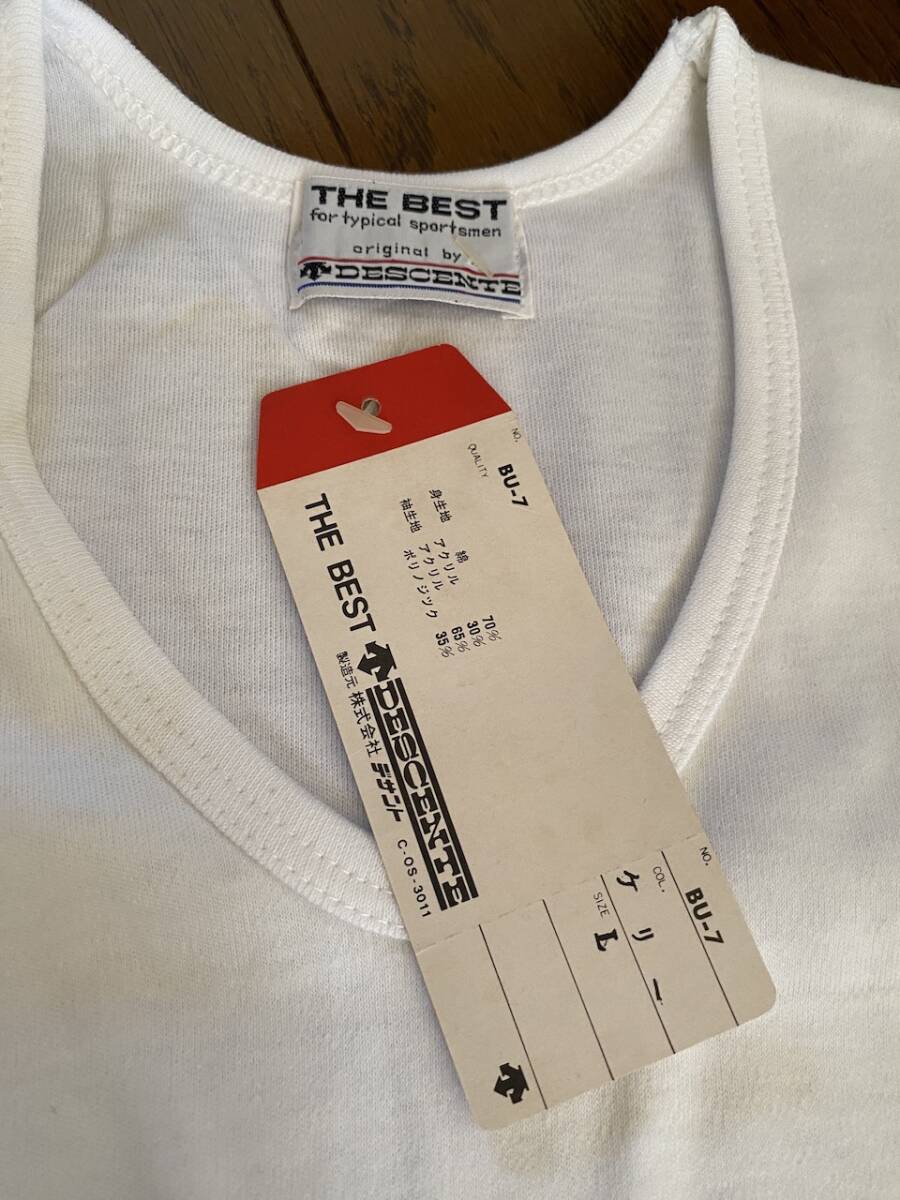 THE BEST
for typical sportsmen
original by
DESCENTE
NO. BU-7
QUALITY
身生地 綿 70%
アクリル 30%
袖生地 アクリル 65%
ポリノジック 35%
THE BEST DESCENTE
製造元 株式会社 デサント C-OS-3011
NO. BU-7
COL. ケリー
SIZE L